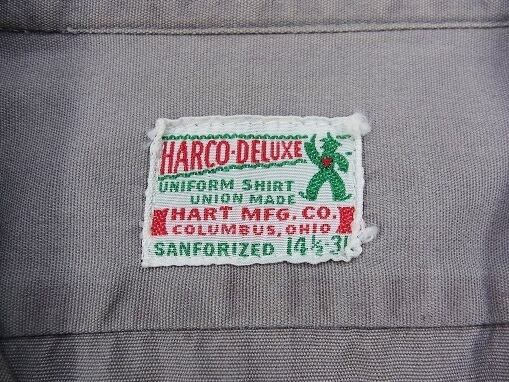 HARCO-DELUXE
UNIFORM SHIRT
UNION MADE
HART MFG. CO.
COLUMBUS, OHIO
SANFORIZED 14½-31